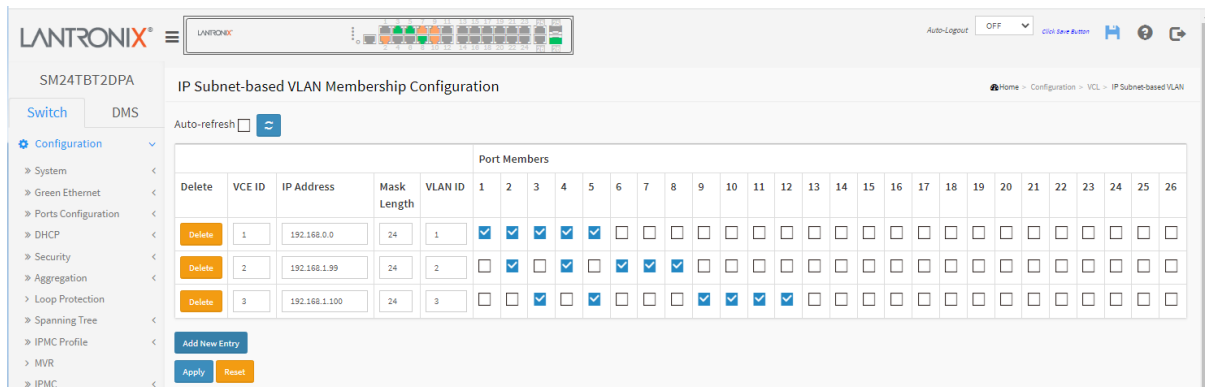 LANTRONIX®
LANTRONIX
Auto-Logout OFF Click Save Button
SM24TBT2DPA
Switch DMS
Configuration
» System
» Green Ethernet
» Ports Configuration
» DHCP
» Security
» Aggregation
> Loop Protection
» Spanning Tree
» IPMC Profile
> MVR
» IPMC
IP Subnet-based VLAN Membership Configuration
Home > Configuration > VCL > IP Subnet-based VLAN
Auto-refresh
Port Members
Delete VCE ID IP Address Mask Length VLAN ID 1 2 3 4 5 6 7 8 9 10 11 12 13 14 15 16 17 18 19 20 21 22 23 24 25 26
Delete 1 192.168.0.0 24 1
Delete 2 192.168.1.99 24 2
Delete 3 192.168.1.100 24 3
Add New Entry
Apply Reset